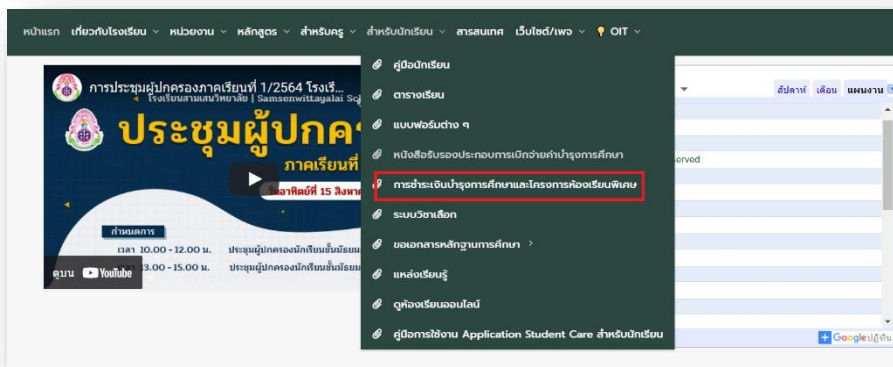 หน้าแรก เกี่ยวกับโรงเรียน หน่วยงาน หลักสูตร สำหรับครู สำหรับนักเรียน สารสนเทศ เว็บไซต์/เพจ OIT
คู่มือนักเรียน
ตารางเรียน
แบบฟอร์มต่าง ๆ
หนังสือรับรองประกอบการเบิกจ่ายค่าบำรุงการศึกษา
การชำระเงินบำรุงการศึกษาและโครงการห้องเรียนพิเศษ
ระบบวิชาเลือก
ขอเอกสารหลักฐานการศึกษา >
แหล่งเรียนรู้
ดูห้องเรียนออนไลน์
คู่มือการใช้งาน Application Student Care สำหรับนักเรียน
การประชุมผู้ปกครองภาคเรียนที่ 1/2564 โรงเรี...
โรงเรียนสามเสนวิทยาลัย | Samsenwittayalai Sc
ประชุมผู้ปก
ภาคเรียนที่
วันอาทิตย์ที่ 15 สิงหา
กำหนดการ
เวลา 10.00 - 12.00 น. ประชุมผู้ปกครองนักเรียนชั้นมัธยม
13.00 - 15.00 น. ประชุมผู้ปกครองนักเรียนชั้นมัธยม
ดูบน YouTube
สัปดาห์ เดือน แผนงาน
erved
Googleปฏิทิน